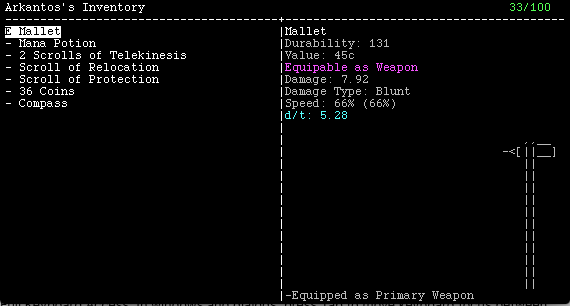 Arkantos's Inventory 33/100
E Mallet
- Mana Potion
- 2 Scrolls of Telekinesis
- Scroll of Relocation
- Scroll of Protection
- 36 Coins
- Compass
Mallet
Durability: 131
Value: 45c
Equipable as Weapon
Damage: 7.92
Damage Type: Blunt
Speed: 66% (66%)
d/t: 5.28
-Equipped as Primary Weapon